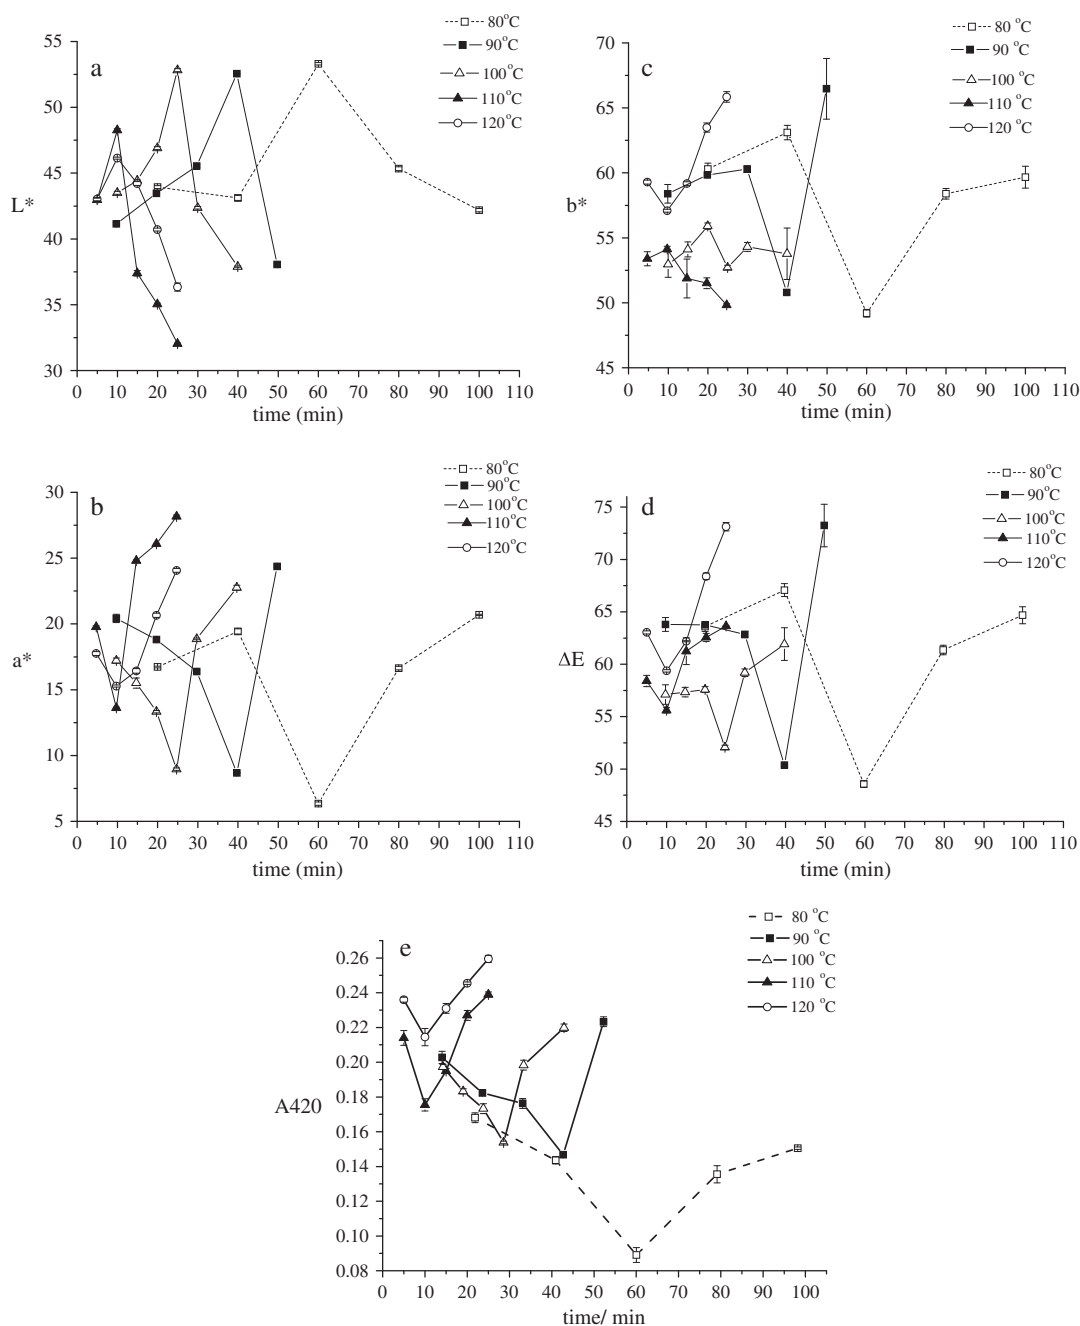 a
80°C
90°C
100°C
110°C
120°C
55
50
45
40
35
30
L*
0 10 20 30 40 50 60 70 80 90 100 110
time (min)
c
80 °C
90 °C
100 °C
110 °C
120 °C
70
65
60
55
50
45
b*
0 10 20 30 40 50 60 70 80 90 100 110
time (min)
b
80°C
90°C
100°C
110°C
120°C
30
25
20
15
10
5
a*
0 10 20 30 40 50 60 70 80 90 100 110
time (min)
d
80°C
90°C
100°C
110°C
120°C
75
70
65
60
55
50
45
ΔE
0 10 20 30 40 50 60 70 80 90 100 110
time (min)
e
80 °C
90 °C
100 °C
110 °C
120 °C
0.26
0.24
0.22
0.20
0.18
0.16
0.14
0.12
0.10
0.08
A420
0 10 20 30 40 50 60 70 80 90 100
time/ min